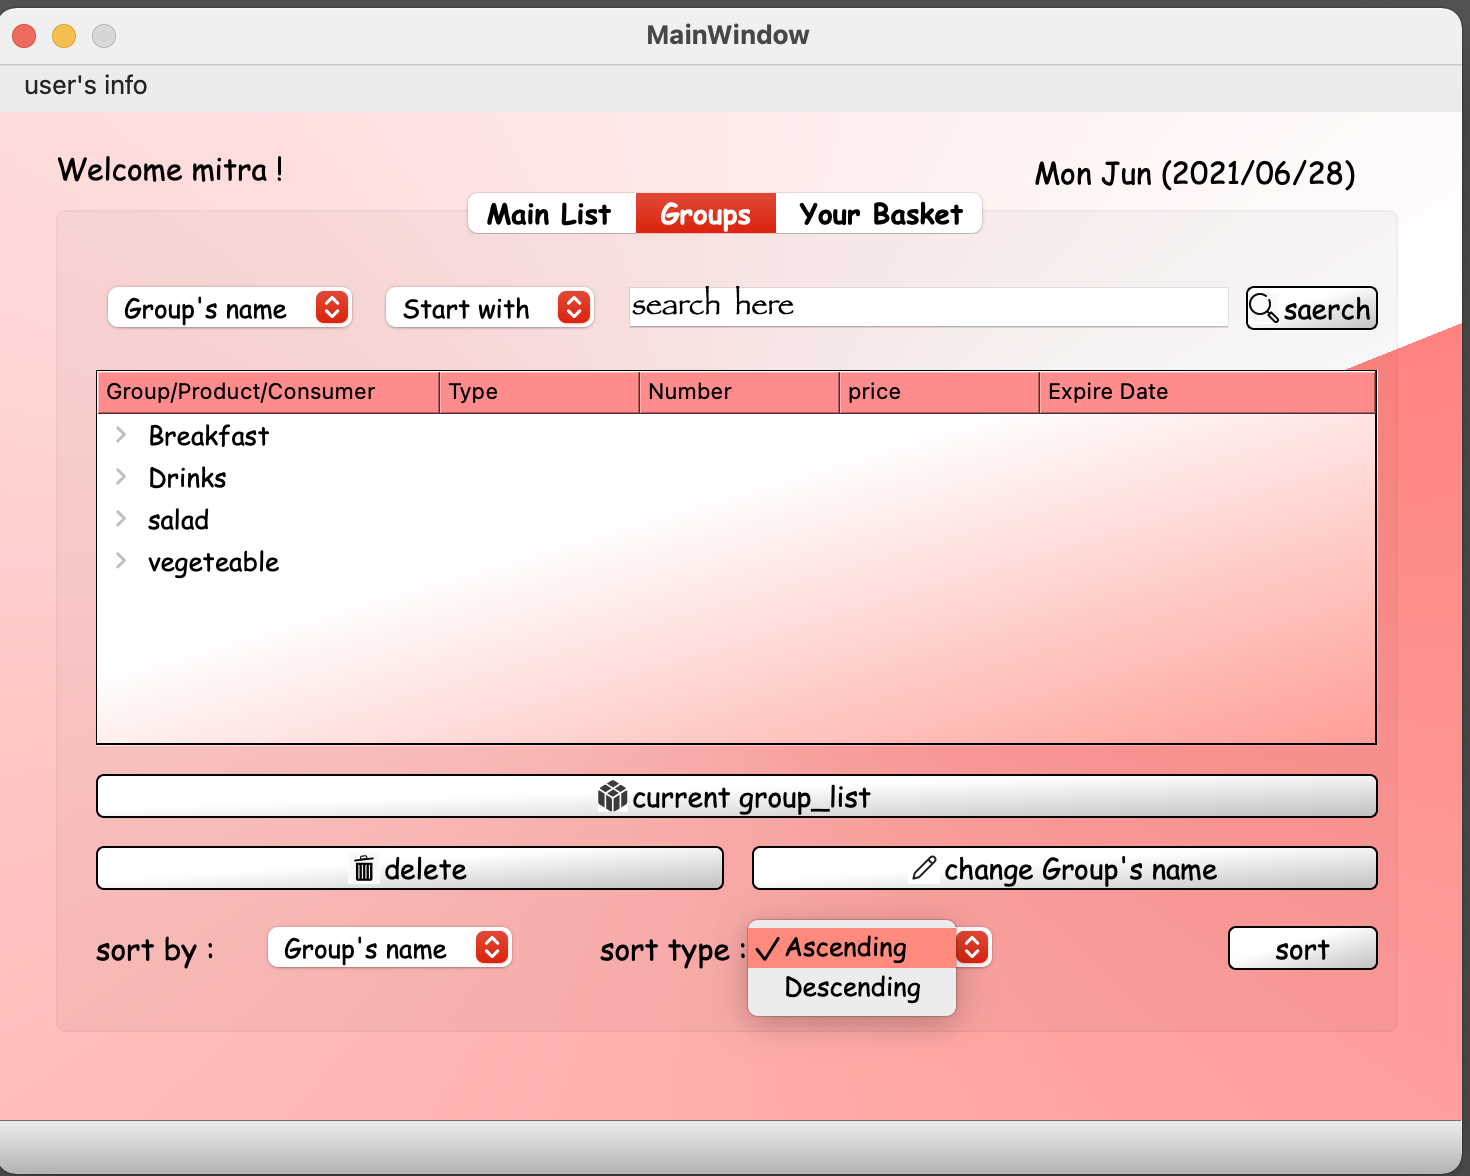 MainWindow
user's info
Welcome mitra !
Mon Jun (2021/06/28)
Main List Groups Your Basket
Group's name Start with search here saerch
Group/Product/Consumer Type Number price Expire Date
Breakfast
Drinks
salad
vegeteable
current group_list
delete change Group's name
sort by : Group's name sort type : Ascending sort
Descending